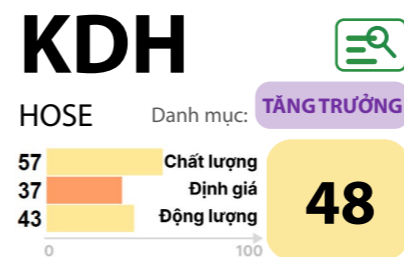 KDH
HOSE
Danh mục: TĂNG TRƯỞNG
57 Chất lượng
37 Định giá
43 Động lượng
0 100
48